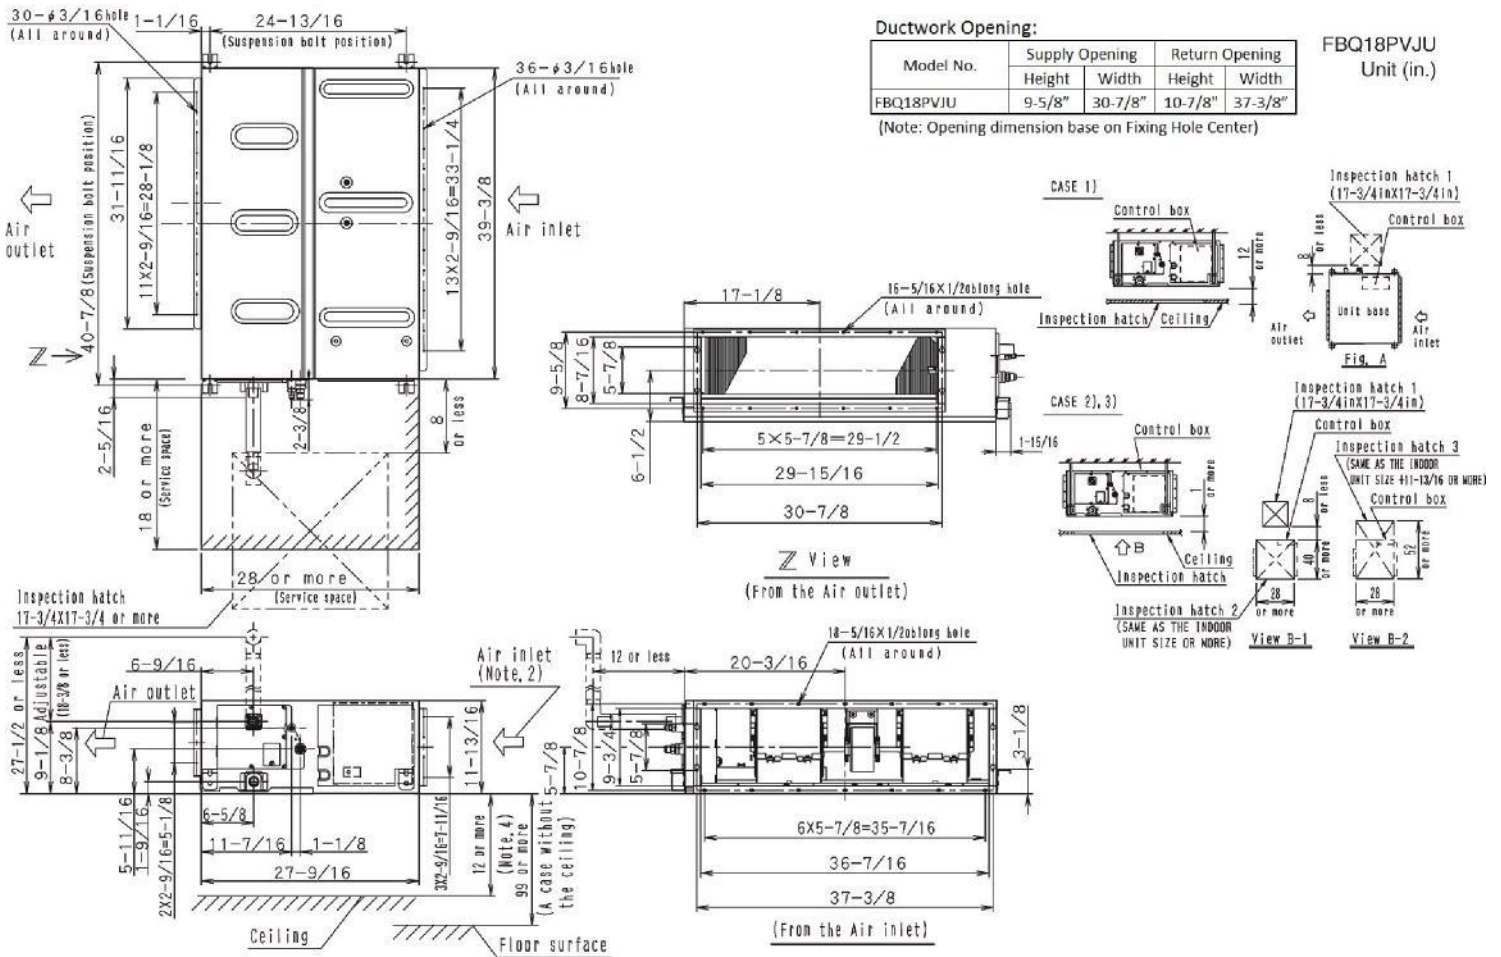 30-φ3/16hole
(All around)
1-1/16
24-13/16
(Suspension bolt position)
36-φ3/16hole
(All around)
31-11/16
11X2-9/16=28-1/8
40-7/8(Suspension bolt position)
13X2-9/16=33-1/4
39-3/8
Air
outlet
Air inlet
Z
2-5/16
18 or more
(Service space)
2-3/8
8
or less
28 or more
(Service space)
Inspection hatch
17-3/4X17-3/4 or more
Ductwork Opening:
Model No.
Supply Opening
Return Opening
Height
Width
Height
Width
FBQ18PVJU
9-5/8"
30-7/8"
10-7/8"
37-3/8"
(Note: Opening dimension base on Fixing Hole Center)
FBQ18PVJU
Unit (in.)
17-1/8
16-5/16X1/2oblong hole
(All around)
9-5/8
8-7/16
5-7/8
6-1/2
5X5-7/8=29-1/2
29-15/16
30-7/8
1-15/16
Z View
(From the Air outlet)
CASE 1)
Control box
12
or more
Inspection hatch
Ceiling
Inspection hatch 1
(17-3/4inX17-3/4in)
Control box
8
or less
Unit base
Air
outlet
Air
inlet
Fig. A
CASE 2),3)
Control box
1
or more
B
Ceiling
Inspection hatch
Inspection hatch 1
(17-3/4inX17-3/4in)
Control box
Inspection hatch 3
(SAME AS THE INDOOR
UNIT SIZE +11-13/16 OR MORE)
Control box
8
or less
40
or more
52
or more
28
or more
28
or more
Inspection hatch 2
(SAME AS THE INDOOR
UNIT SIZE OR MORE)
View B-1
View B-2
27-1/2 or less
9-1/8 Adjustable
(18-3/8 or less)
8-3/8
6-9/16
Air outlet
Air inlet
(Note. 2)
11-13/16
5-11/16
1-9/16
2X2-9/16=5-1/8
6-5/8
11-7/16
1-1/8
27-9/16
3X2-9/16=7-11/16
12 or more
(Note. 4)
99 or more
(A case without
the ceiling)
Ceiling
Floor surface
12 or less
20-3/16
18-5/16X1/2oblong hole
(All around)
5-7/8
10-7/8
9-3/4
5-7/8
3-1/8
6X5-7/8=35-7/16
36-7/16
37-3/8
(From the Air inlet)